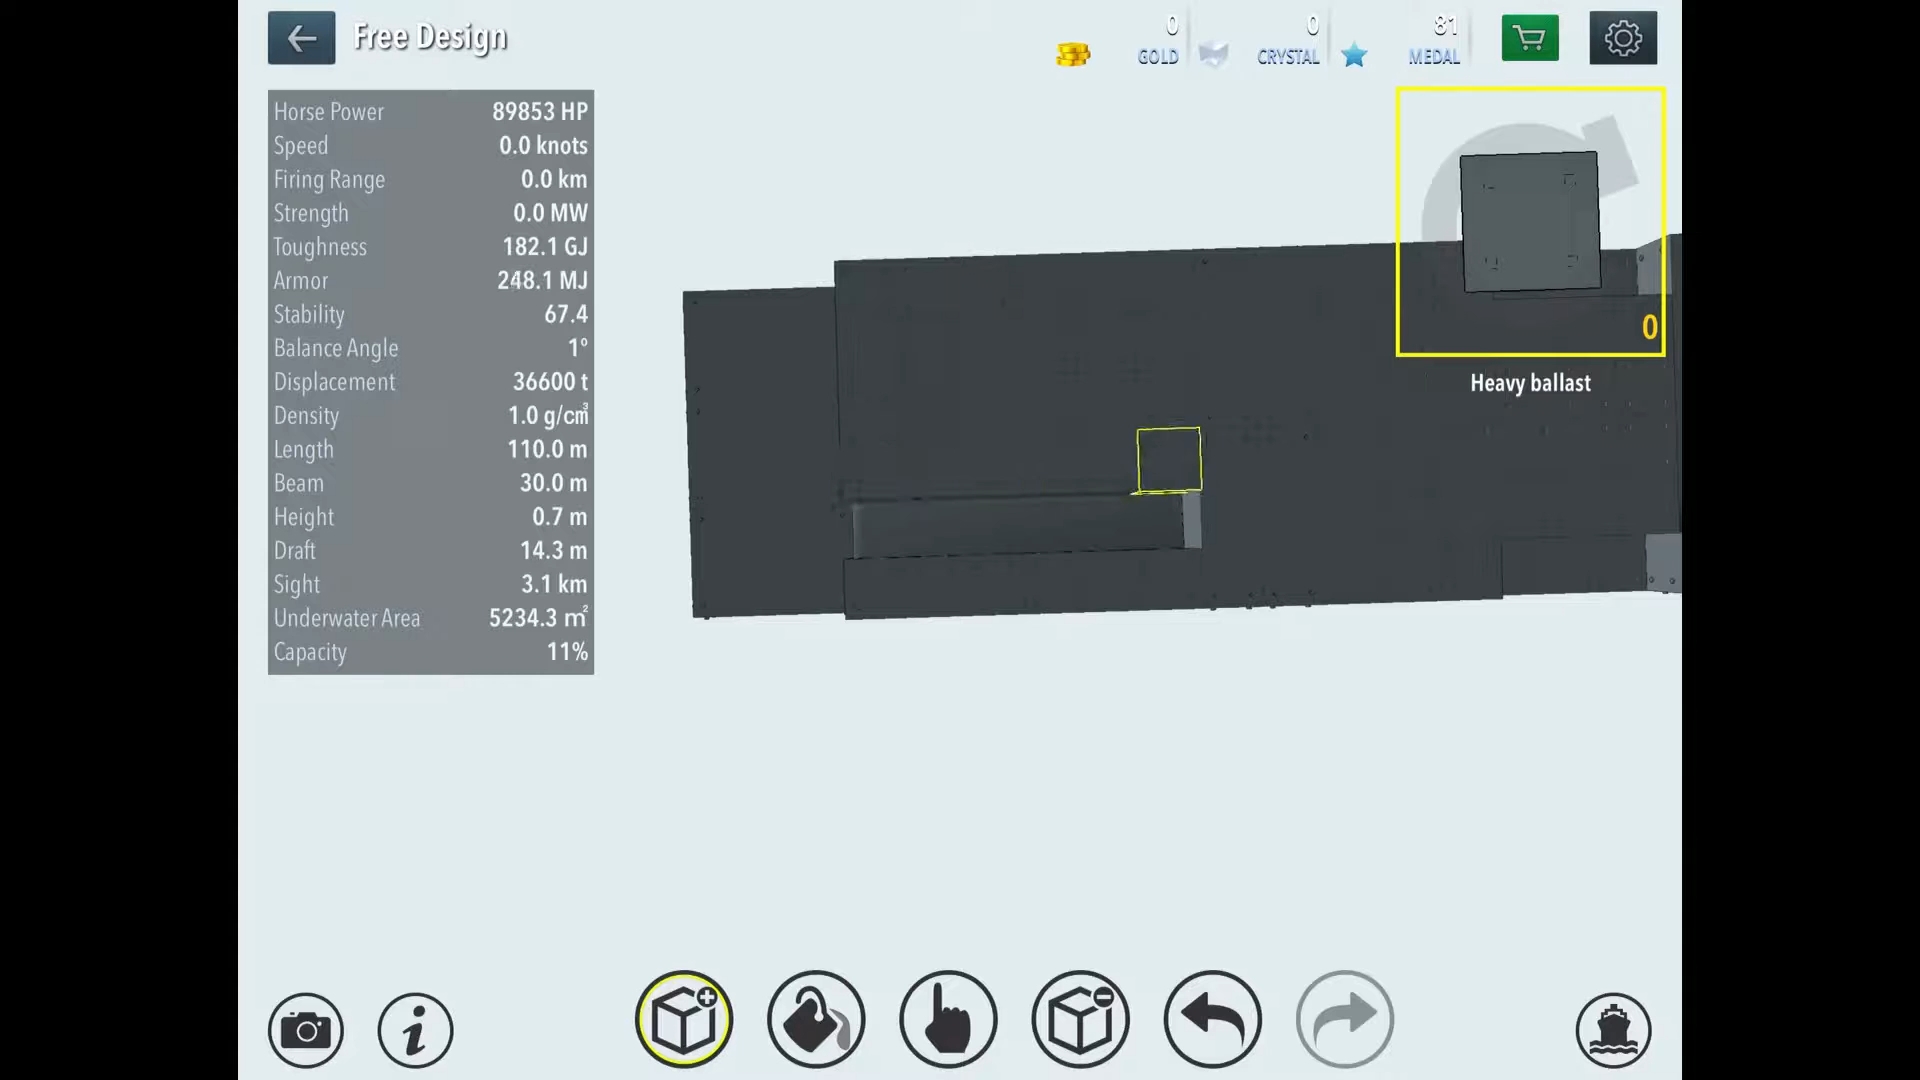 Free Design
0
GOLD
0
CRYSTAL
81
MEDAL
Horse Power 89853 HP
Speed 0.0 knots
Firing Range 0.0 km
Strength 0.0 MW
Toughness 182.1 GJ
Armor 248.1 MJ
Stability 67.4
Balance Angle 1°
Displacement 36600 t
Density 1.0 g/cm³
Length 110.0 m
Beam 30.0 m
Height 0.7 m
Draft 14.3 m
Sight 3.1 km
Underwater Area 5234.3 m²
Capacity 11%
0
Heavy ballast